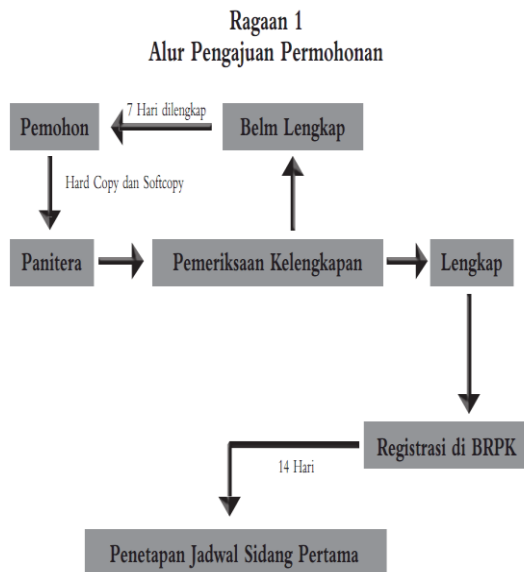 Ragaan 1
Alur Pengajuan Permohonan
7 Hari dilengkap
Pemohon
Belm Lengkap
Hard Copy dan Softcopy
Panitera
Pemeriksaan Kelengkapan
Lengkap
Registrasi di BRPK
14 Hari
Penetapan Jadwal Sidang Pertama